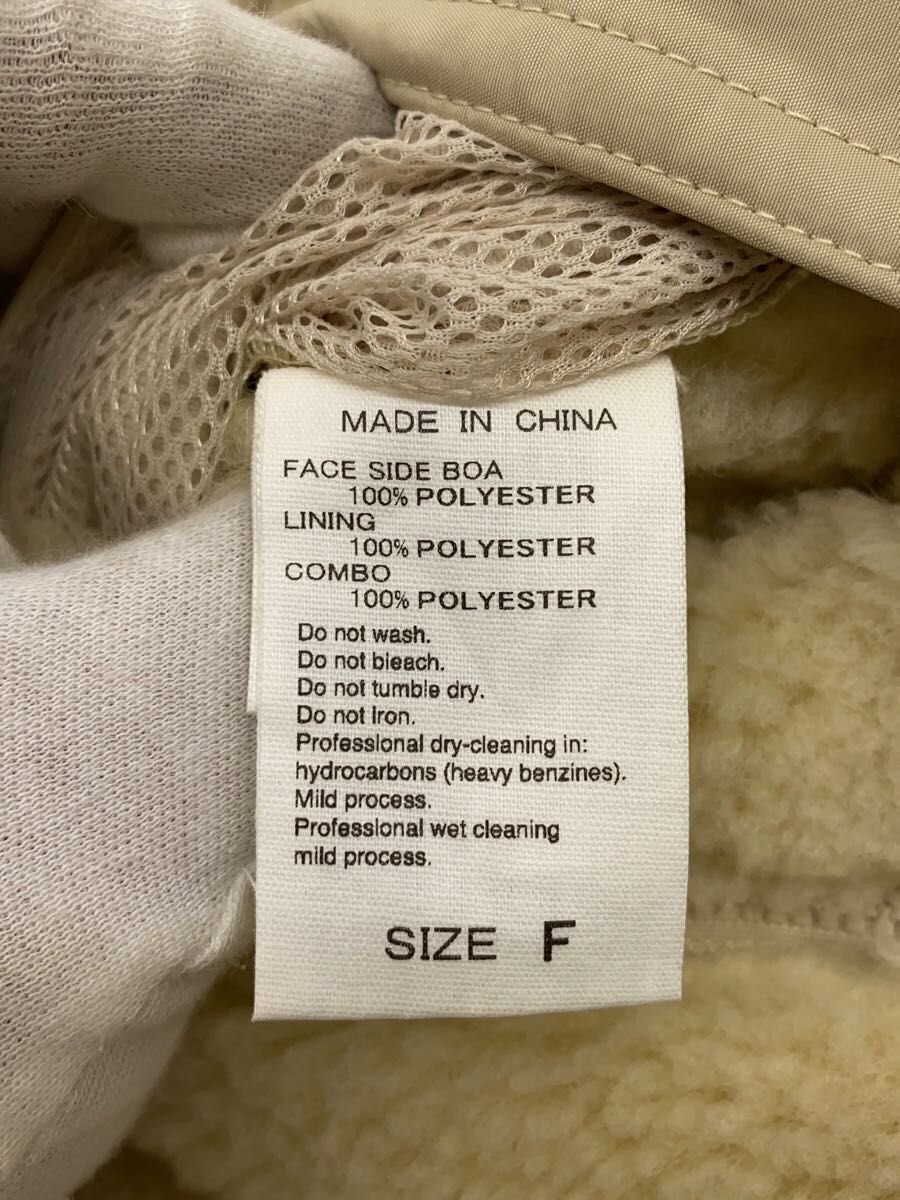 MADE IN CHINA
FACE SIDE BOA
100% POLYESTER
LINING
100% POLYESTER
COMBO
100% POLYESTER
Do not wash.
Do not bleach.
Do not tumble dry.
Do not iron.
Professional dry-cleaning in:
hydrocarbons (heavy benzines).
Mild process.
Professional wet cleaning
mild process.
SIZE F